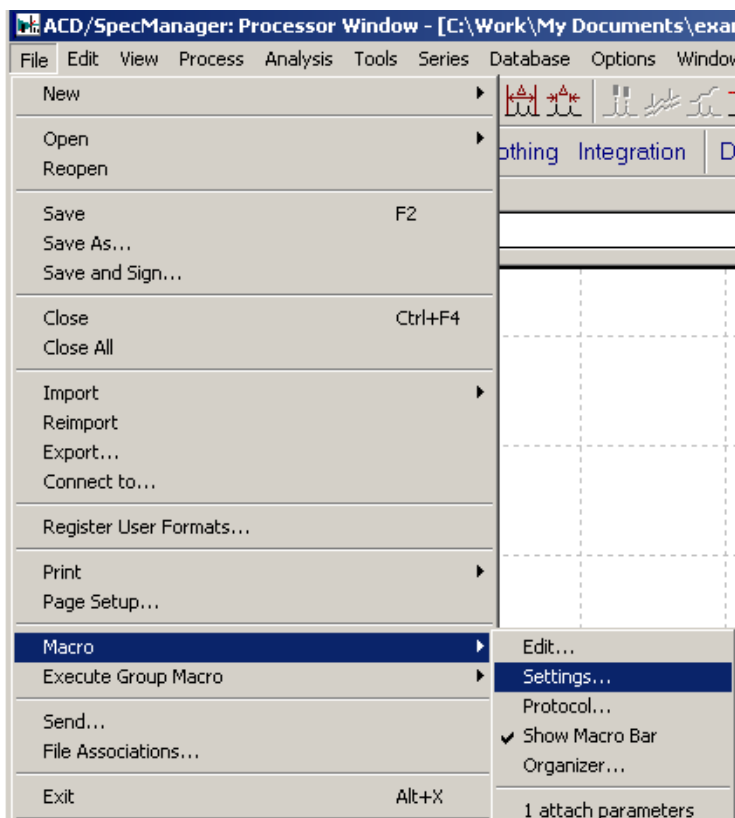 ACD/SpecManager: Processor Window - [C:\Work\My Documents\exa
File Edit View Process Analysis Tools Series Database Options Window
New
Open
othing Integration D
Reopen
Save F2
Save As...
Save and Sign...
Close Ctrl+F4
Close All
Import
Reimport
Export...
Connect to...
Register User Formats...
Print
Page Setup...
Macro
Edit...
Execute Group Macro
Settings...
Protocol...
Send...
Show Macro Bar
File Associations...
Organizer...
Exit Alt+X
1 attach parameters